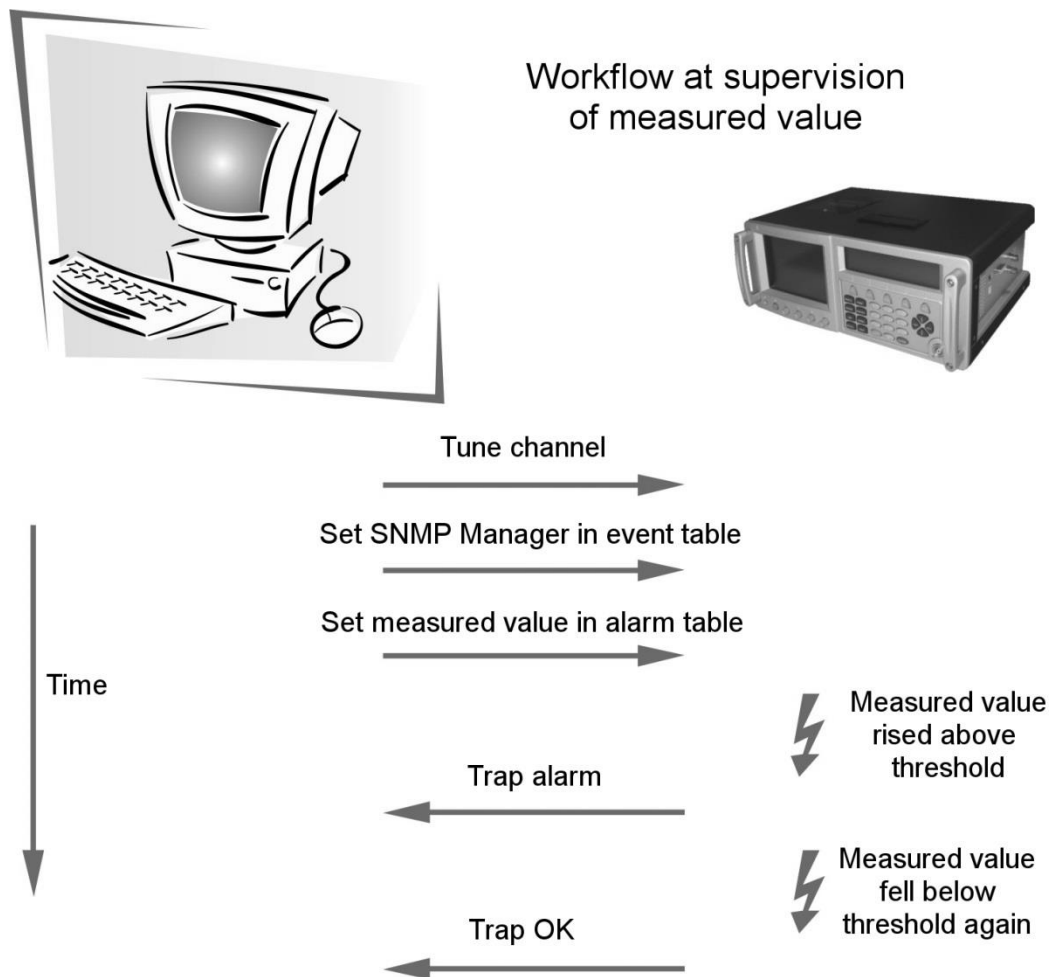 Workflow at supervision
of measured value
Tune channel
Set SNMP Manager in event table
Set measured value in alarm table
Time
Measured value
rised above
threshold
Trap alarm
Measured value
fell below
threshold again
Trap OK